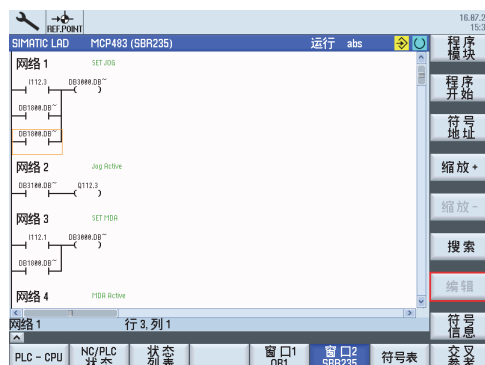 REF.POINT
16.07.2
15:3
SIMATIC LAD MCP483 (SBR235) 运行 abs
程序
模块
网络 1 SET JOG
I112.3 DB3000.DB~
程序
开始
DB1800.DB~
DB1800.DB~
符号
地址
网络 2 Jog Active
缩放+
DB3100.DB~ Q112.3
缩放-
网络 3 SET MDA
I112.1 DB3000.DB~
搜索
DB1800.DB~
编辑
网络 4 MDA Active
网络 1 行 3, 列 1
符号
信息
PLC - CPU
NC/PLC
状态
状态
列表
窗口1
OB1
窗口2
SBR235
符号表
交叉
参考